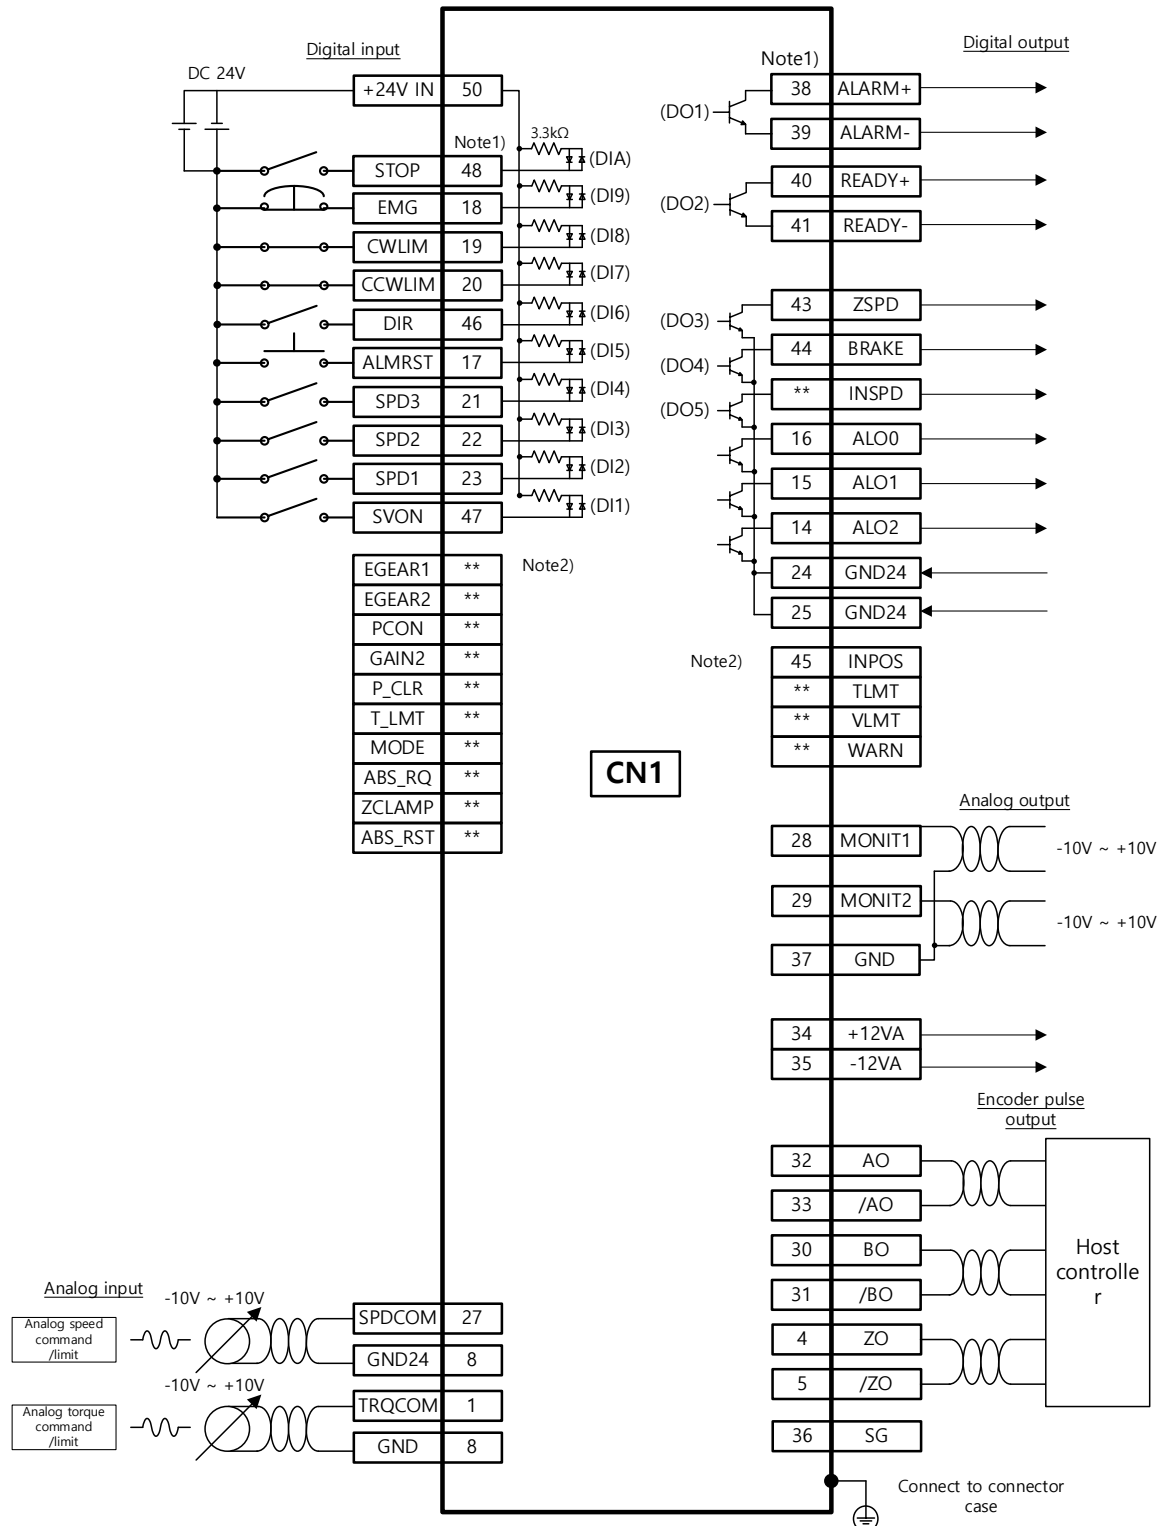 Digital input
DC 24V
+24V IN 50
Note1)
3.3kΩ
STOP 48 (DIA)
EMG 18 (DI9)
CWLIM 19 (DI8)
CCWLIM 20 (DI7)
DIR 46 (DI6)
ALMRST 17 (DI5)
SPD3 21 (DI4)
SPD2 22 (DI3)
SPD1 23 (DI2)
SVON 47 (DI1)
EGEAR1 ** Note2)
EGEAR2 **
PCON **
GAIN2 **
P_CLR **
T_LMT **
MODE **
ABS_RQ **
ZCLAMP **
ABS_RST **
CN1
Digital output
Note1)
38 ALARM+
(DO1)
39 ALARM-
40 READY+
(DO2)
41 READY-
43 ZSPD
(DO3)
44 BRAKE
(DO4)
** INSPD
(DO5)
16 ALO0
15 ALO1
14 ALO2
24 GND24
25 GND24
Note2) 45 INPOS
** TLMT
** VLMT
** WARN
Analog output
28 MONIT1
-10V ~ +10V
29 MONIT2
-10V ~ +10V
37 GND
34 +12VA
35 -12VA
Encoder pulse
output
32 AO
33 /AO
30 BO
31 /BO
4 ZO
5 /ZO
Host
controlle
r
36 SG
Connect to connector
case
Analog input
-10V ~ +10V
Analog speed
command
/limit
SPDCOM 27
GND24 8
-10V ~ +10V
Analog torque
command
/limit
TRQCOM 1
GND 8